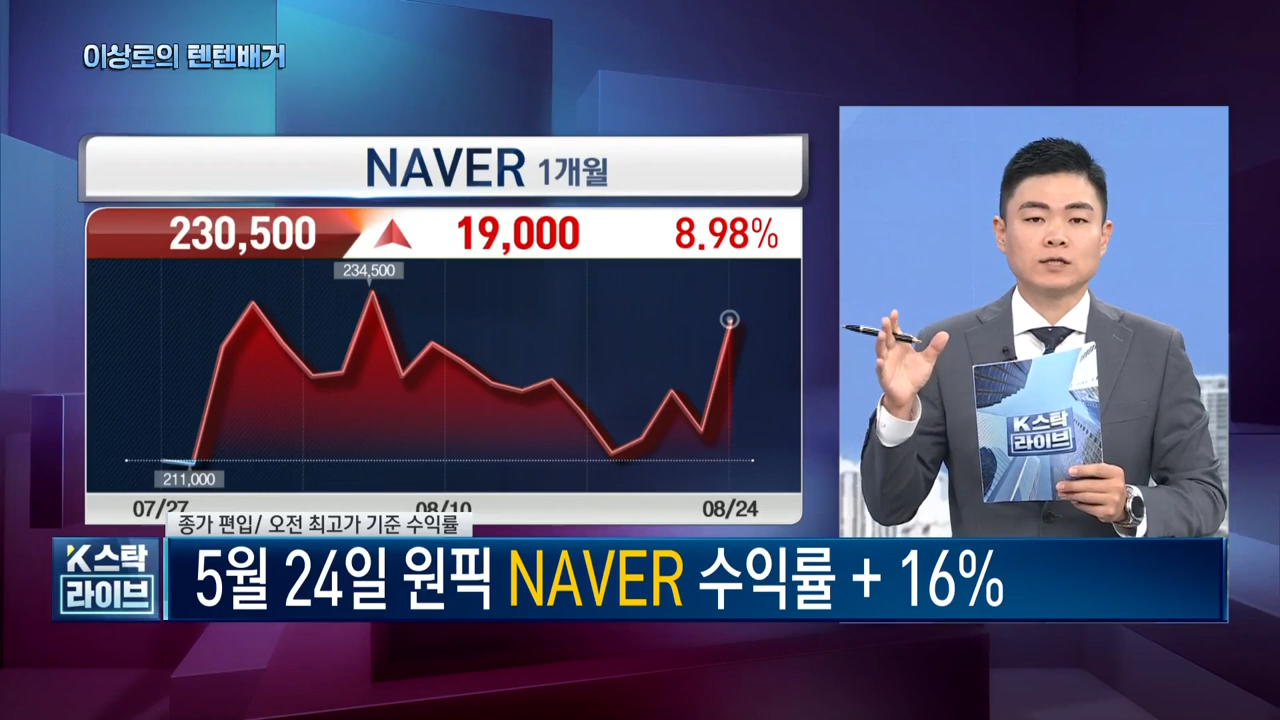 이상로의 텐텐배거
NAVER 1개월
230,500 ▲ 19,000 8.98%
234,500
211,000
07/27 08/10 08/24
종가 편입/ 오전 최고가 기준 수익률
K스탁
라이브
5월 24일 원픽 NAVER 수익률 + 16%
K스탁
라이브